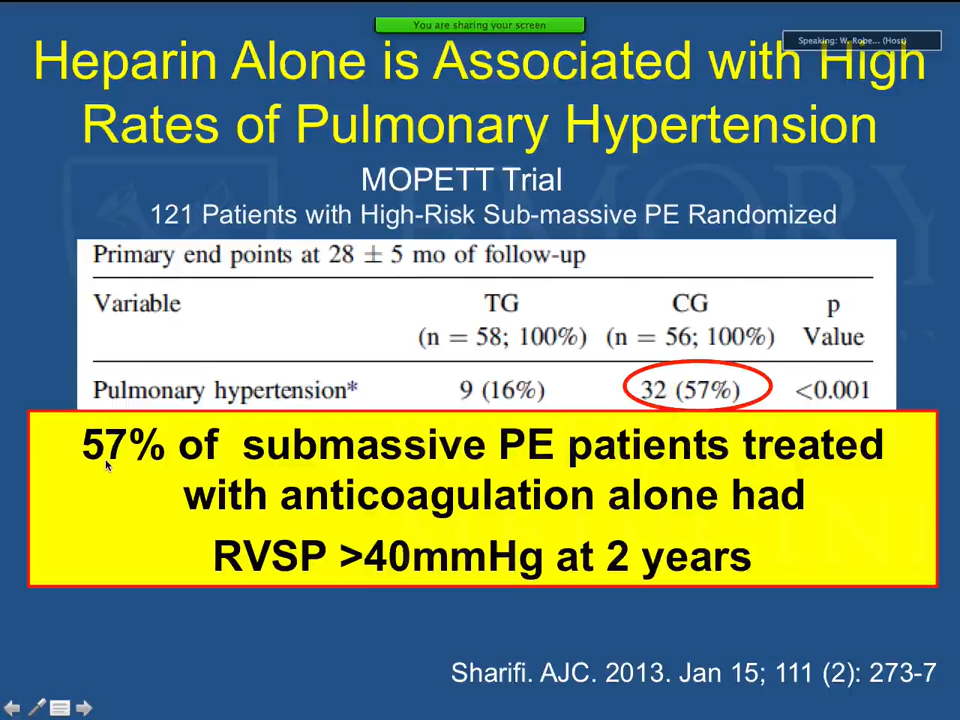 You are sharing your screen
Speaking: W. Robe... (Host)
Heparin Alone is Associated with High
Rates of Pulmonary Hypertension
MOPETT Trial
121 Patients with High-Risk Sub-massive PE Randomized
Primary end points at 28 ± 5 mo of follow-up
Variable TG CG p
(n = 58; 100%) (n = 56; 100%) Value
Pulmonary hypertension* 9 (16%) 32 (57%) <0.001
57% of submassive PE patients treated
with anticoagulation alone had
RVSP >40mmHg at 2 years
Sharifi. AJC. 2013. Jan 15; 111 (2): 273-7